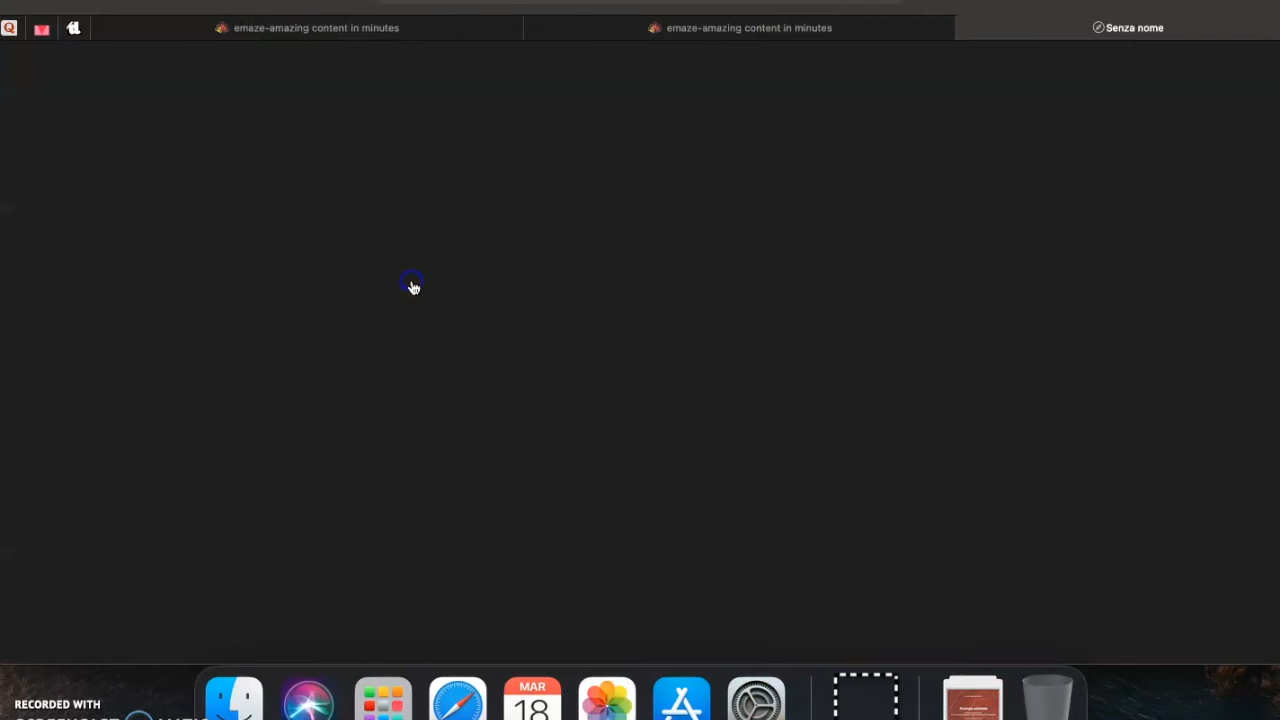 emaze-amazing content in minutes
emaze-amazing content in minutes
Senza nome
Q
MAR
18
RECORDED WITH